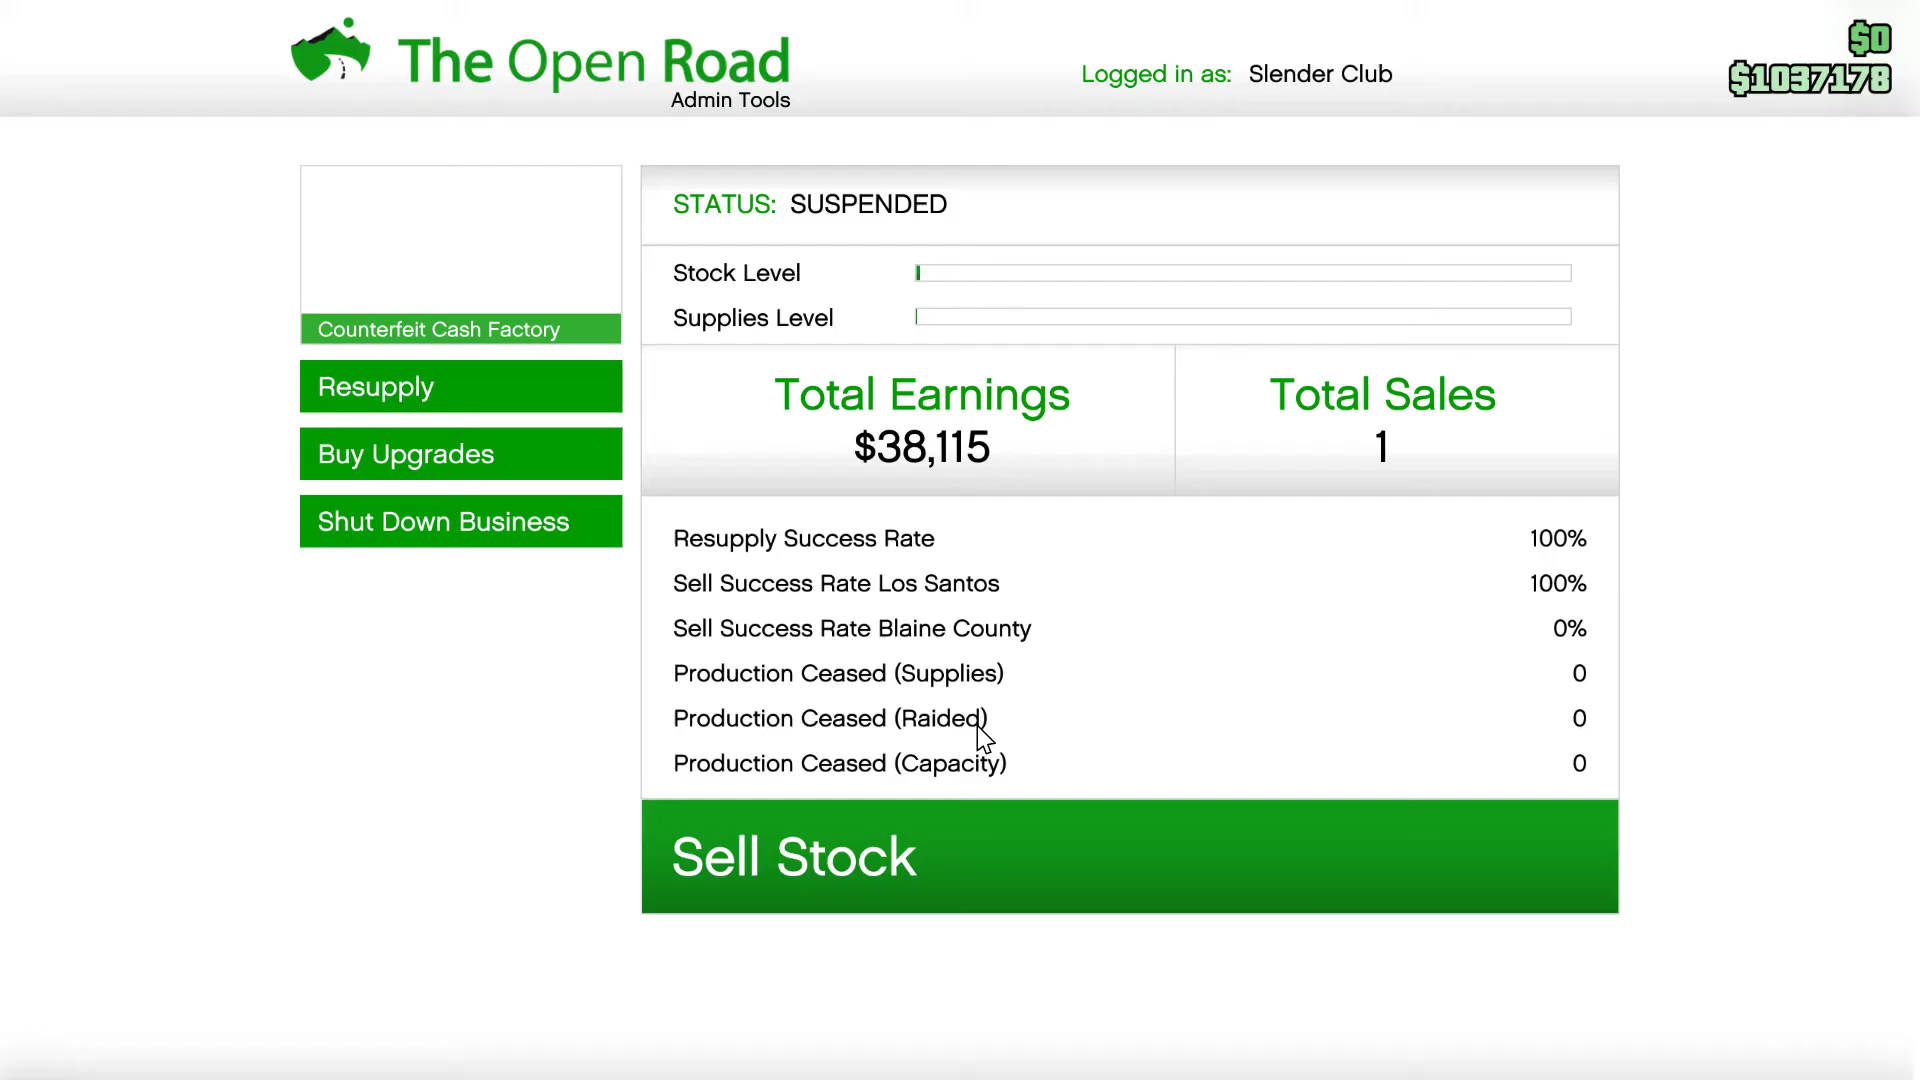 The Open Road
Admin Tools
Logged in as: Slender Club
$0
$1037178
STATUS: SUSPENDED
Stock Level
Supplies Level
Counterfeit Cash Factory
Resupply
Buy Upgrades
Shut Down Business
Total Earnings
$38,115
Total Sales
1
Resupply Success Rate 100%
Sell Success Rate Los Santos 100%
Sell Success Rate Blaine County 0%
Production Ceased (Supplies) 0
Production Ceased (Raided) 0
Production Ceased (Capacity) 0
Sell Stock